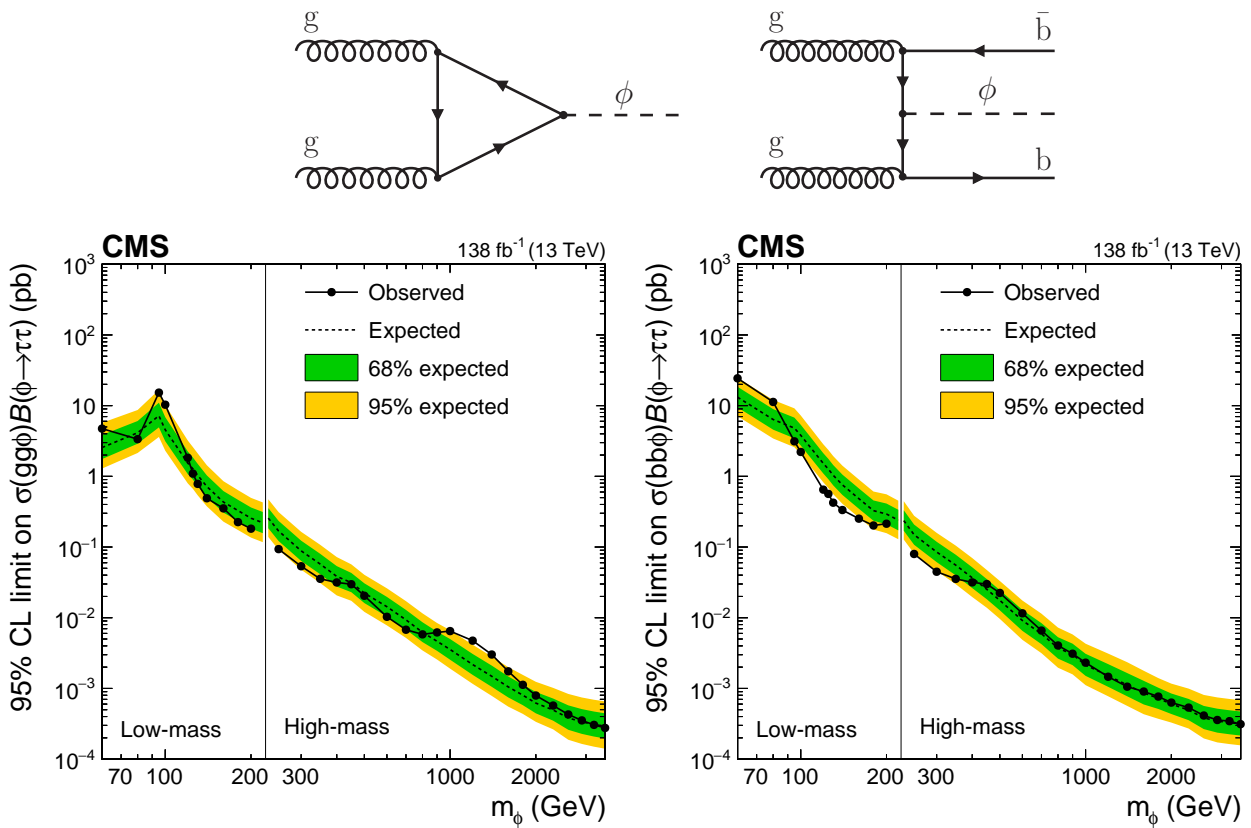 g
g
ϕ
g
g
b̄
ϕ
b
CMS
138 fb⁻¹ (13 TeV)
95% CL limit on σ(ggϕ)B(ϕ→ττ) (pb)
10³
10²
10
1
10⁻¹
10⁻²
10⁻³
10⁻⁴
Observed
Expected
68% expected
95% expected
Low-mass
High-mass
70 100 200 300 1000 2000
m_ϕ (GeV)
CMS
138 fb⁻¹ (13 TeV)
95% CL limit on σ(bbϕ)B(ϕ→ττ) (pb)
10³
10²
10
1
10⁻¹
10⁻²
10⁻³
10⁻⁴
Observed
Expected
68% expected
95% expected
Low-mass
High-mass
70 100 200 300 1000 2000
m_ϕ (GeV)